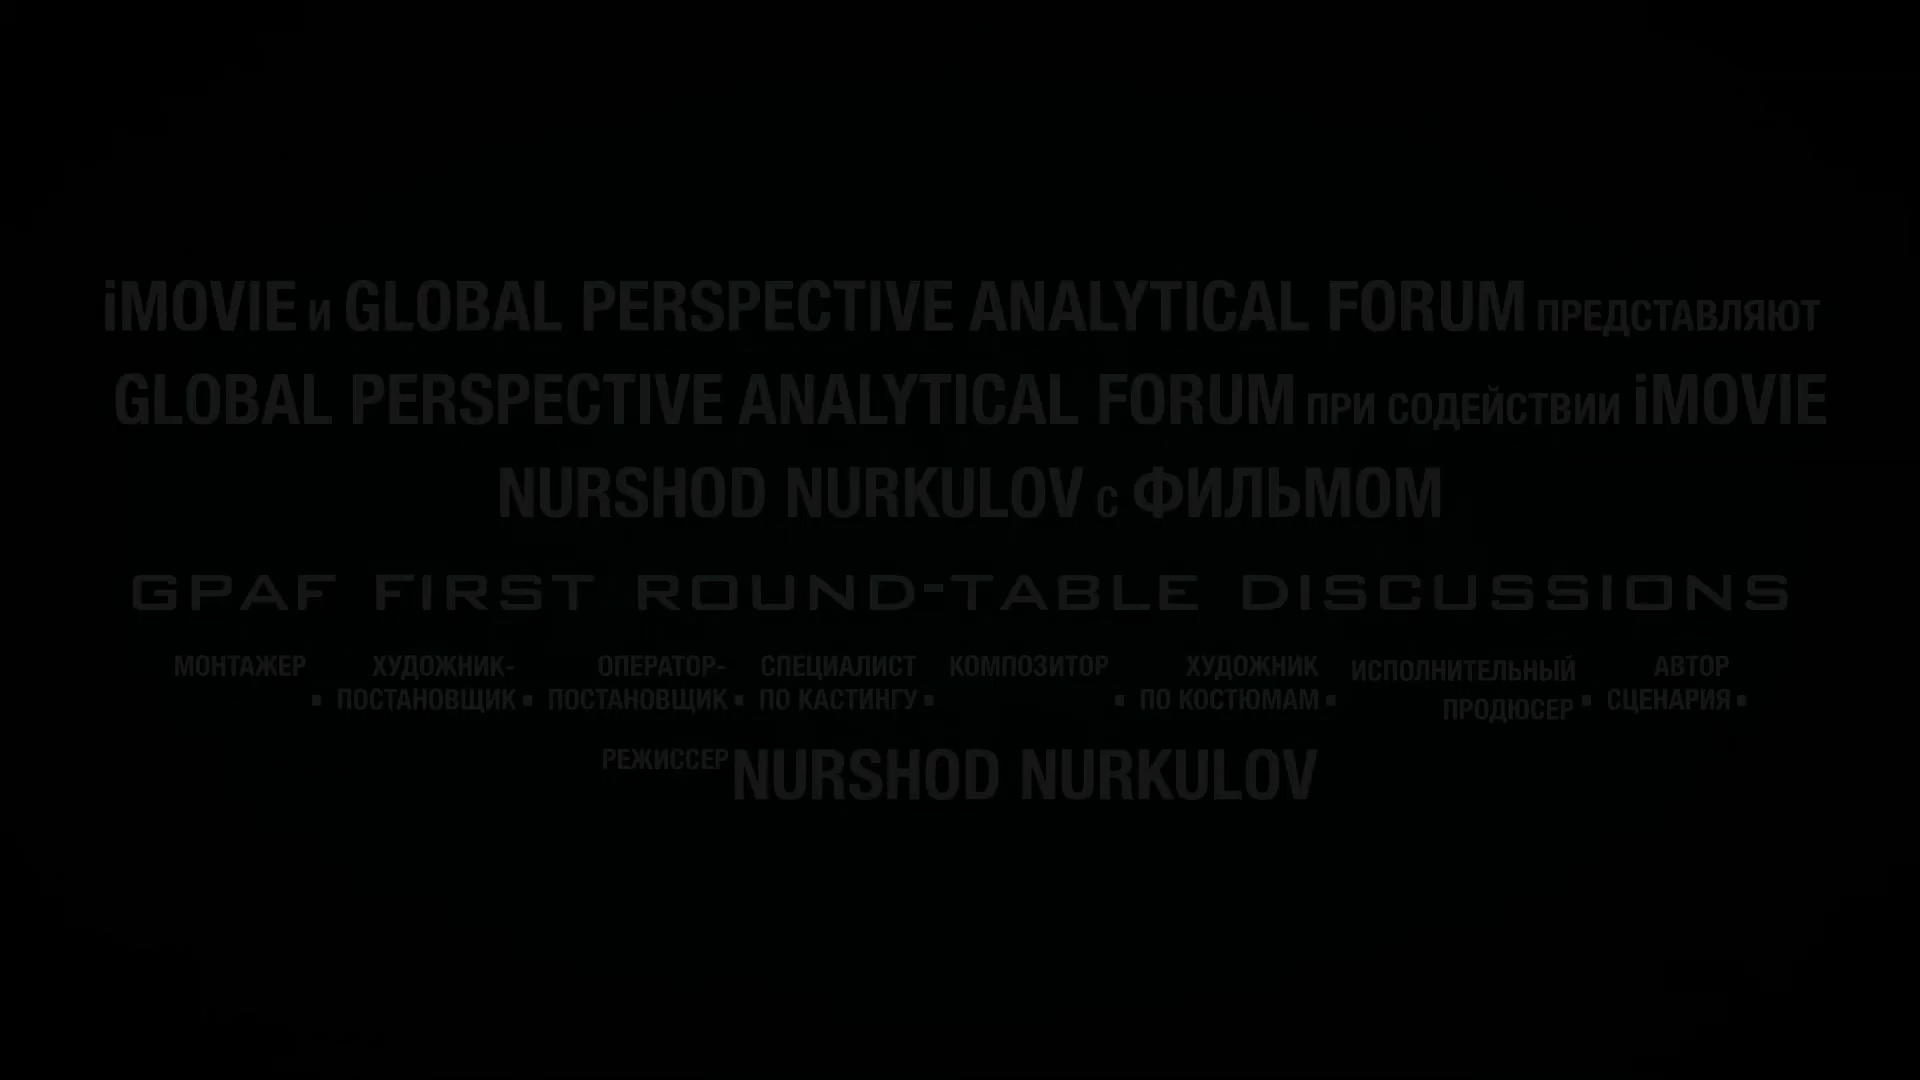 iMOVIE и GLOBAL PERSPECTIVE ANALYTICAL FORUM ПРЕДСТАВЛЯЮТ
GLOBAL PERSPECTIVE ANALYTICAL FORUM ПРИ СОДЕЙСТВИИ iMOVIE
NURSHOD NURKULOV с ФИЛЬМОМ
GPAF FIRST ROUND-TABLE DISCUSSIONS
МОНТАЖЕР ХУДОЖНИК- ОПЕРАТОР- СПЕЦИАЛИСТ КОМПОЗИТОР ХУДОЖНИК ИСПОЛНИТЕЛЬНЫЙ АВТОР
▪ ПОСТАНОВЩИК ▪ ПОСТАНОВЩИК ▪ ПО КАСТИНГУ ▪ ▪ ПО КОСТЮМАМ ▪ ПРОДЮСЕР ▪ СЦЕНАРИЯ ▪
РЕЖИССЕР NURSHOD NURKULOV